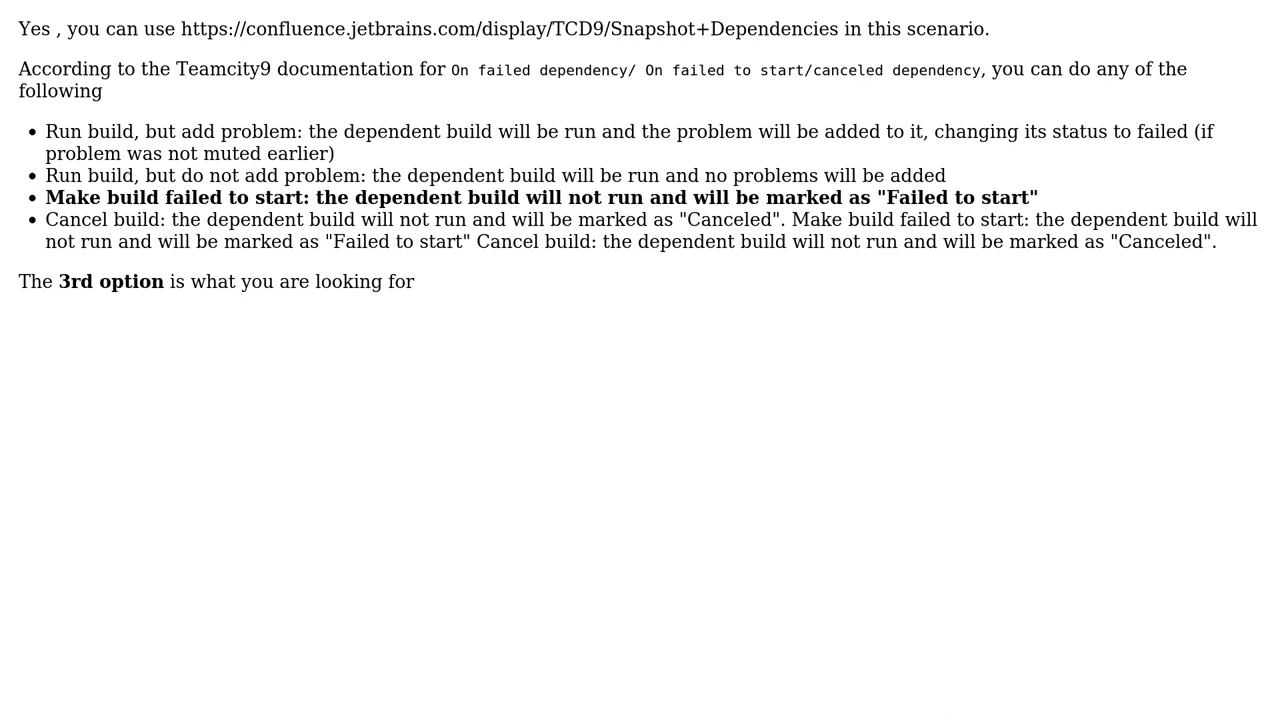 Yes , you can use https://confluence.jetbrains.com/display/TCD9/Snapshot+Dependencies in this scenario.
According to the Teamcity9 documentation for On failed dependency/ On failed to start/canceled dependency, you can do any of the
following
• Run build, but add problem: the dependent build will be run and the problem will be added to it, changing its status to failed (if
problem was not muted earlier)
• Run build, but do not add problem: the dependent build will be run and no problems will be added
• Make build failed to start: the dependent build will not run and will be marked as "Failed to start"
• Cancel build: the dependent build will not run and will be marked as "Canceled". Make build failed to start: the dependent build will
not run and will be marked as "Failed to start" Cancel build: the dependent build will not run and will be marked as "Canceled".
The 3rd option is what you are looking for